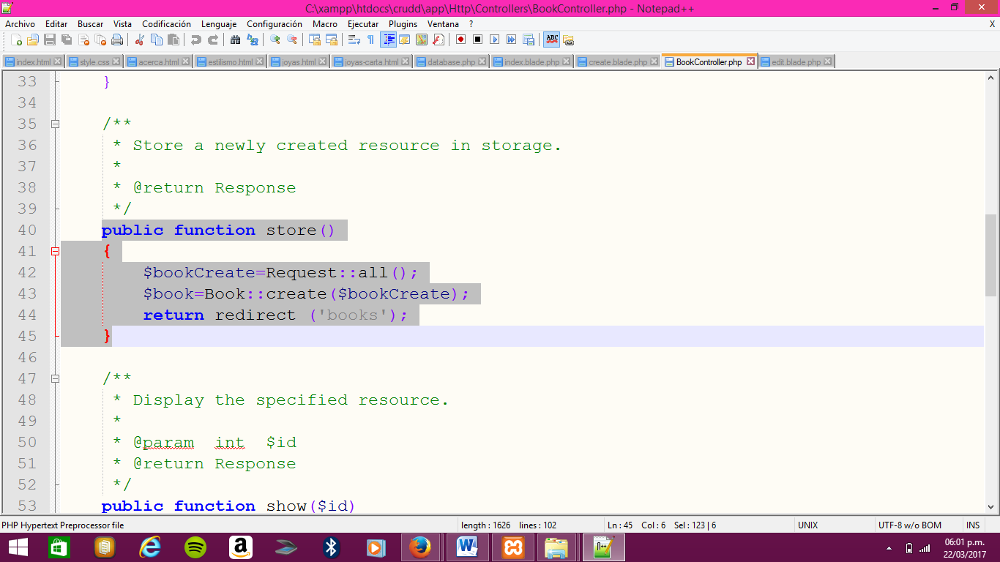 C:\xampp\htdocs\crudd\app\Http\Controllers\BookController.php - Notepad++
Archivo Editar Buscar Vista Codificación Lenguaje Configuración Macro Ejecutar Plugins Ventana ? X
ABC
index.html style.css acerca.html estilismo.html joyas.html joyas-carta.html database.php index.blade.php create.blade.php BookController.php edit.blade.php
33 }
34
35 /**
36 * Store a newly created resource in storage.
37 *
38 * @return Response
39 */
40 public function store()
41 {
42 $bookCreate=Request::all();
43 $book=Book::create($bookCreate);
44 return redirect ('books');
45 }
46
47 /**
48 * Display the specified resource.
49 *
50 * @param  int  $id
51 * @return Response
52 */
53 public function show($id)
PHP Hypertext Preprocessor file length : 1626 lines : 102 Ln : 45 Col : 6 Sel : 123 | 6 UNIX UTF-8 w/o BOM INS
06:01 p.m.
22/03/2017